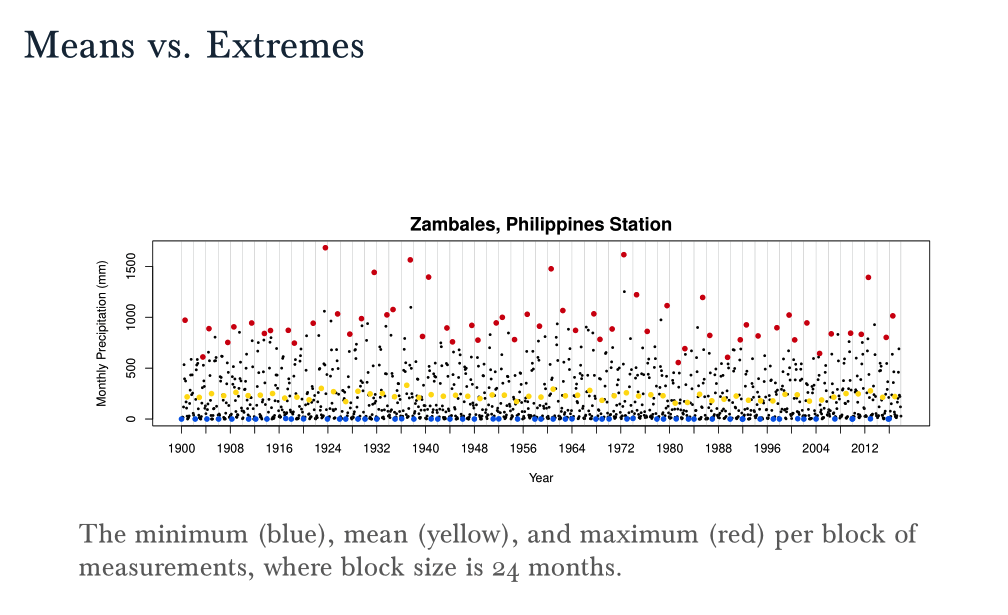 Means vs. Extremes
Zambales, Philippines Station
Monthly Precipitation (mm)
1500
1000
500
0
1900 1908 1916 1924 1932 1940 1948 1956 1964 1972 1980 1988 1996 2004 2012
Year
The minimum (blue), mean (yellow), and maximum (red) per block of
measurements, where block size is 24 months.